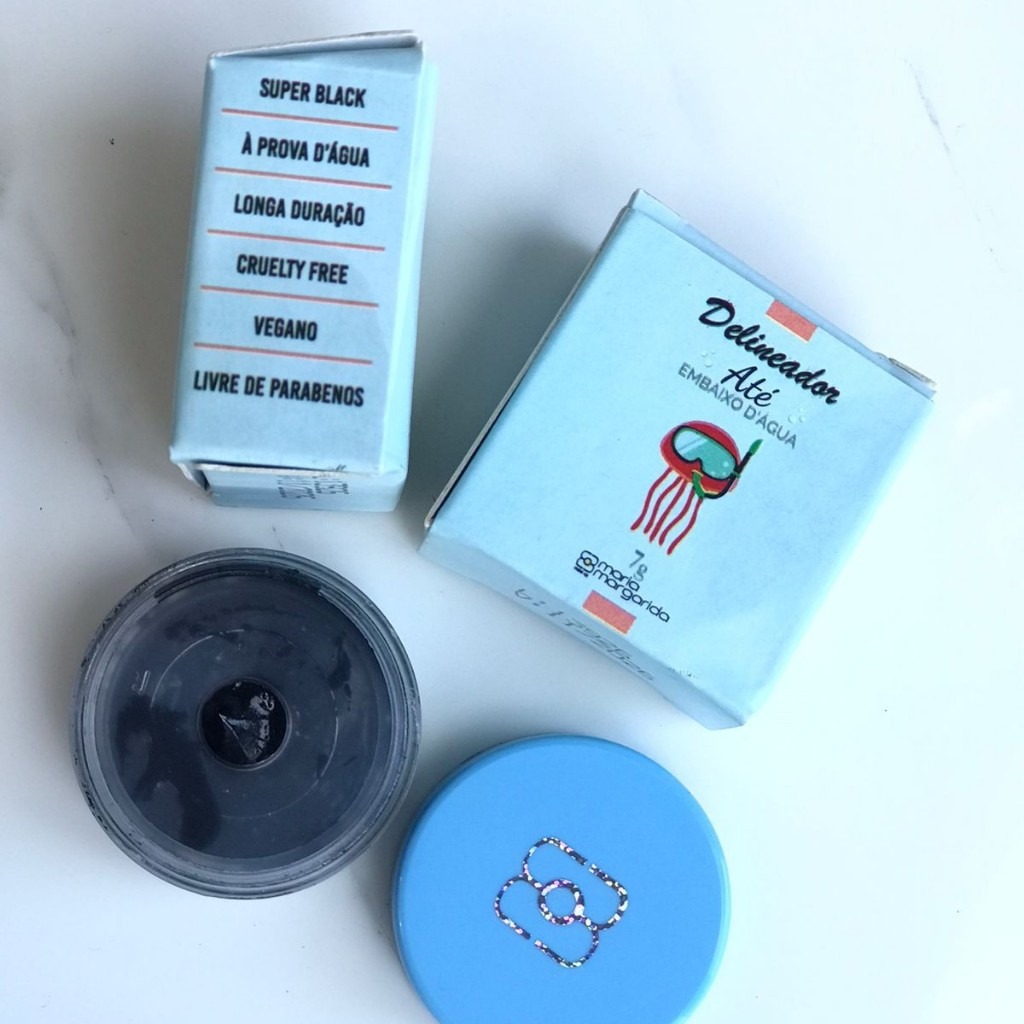 SUPER BLACK
À PROVA D'ÁGUA
LONGA DURAÇÃO
CRUELTY FREE
VEGANO
LIVRE DE PARABENOS
Delineador
Até
EMBAIXO D'ÁGUA
7g
maria
margarida